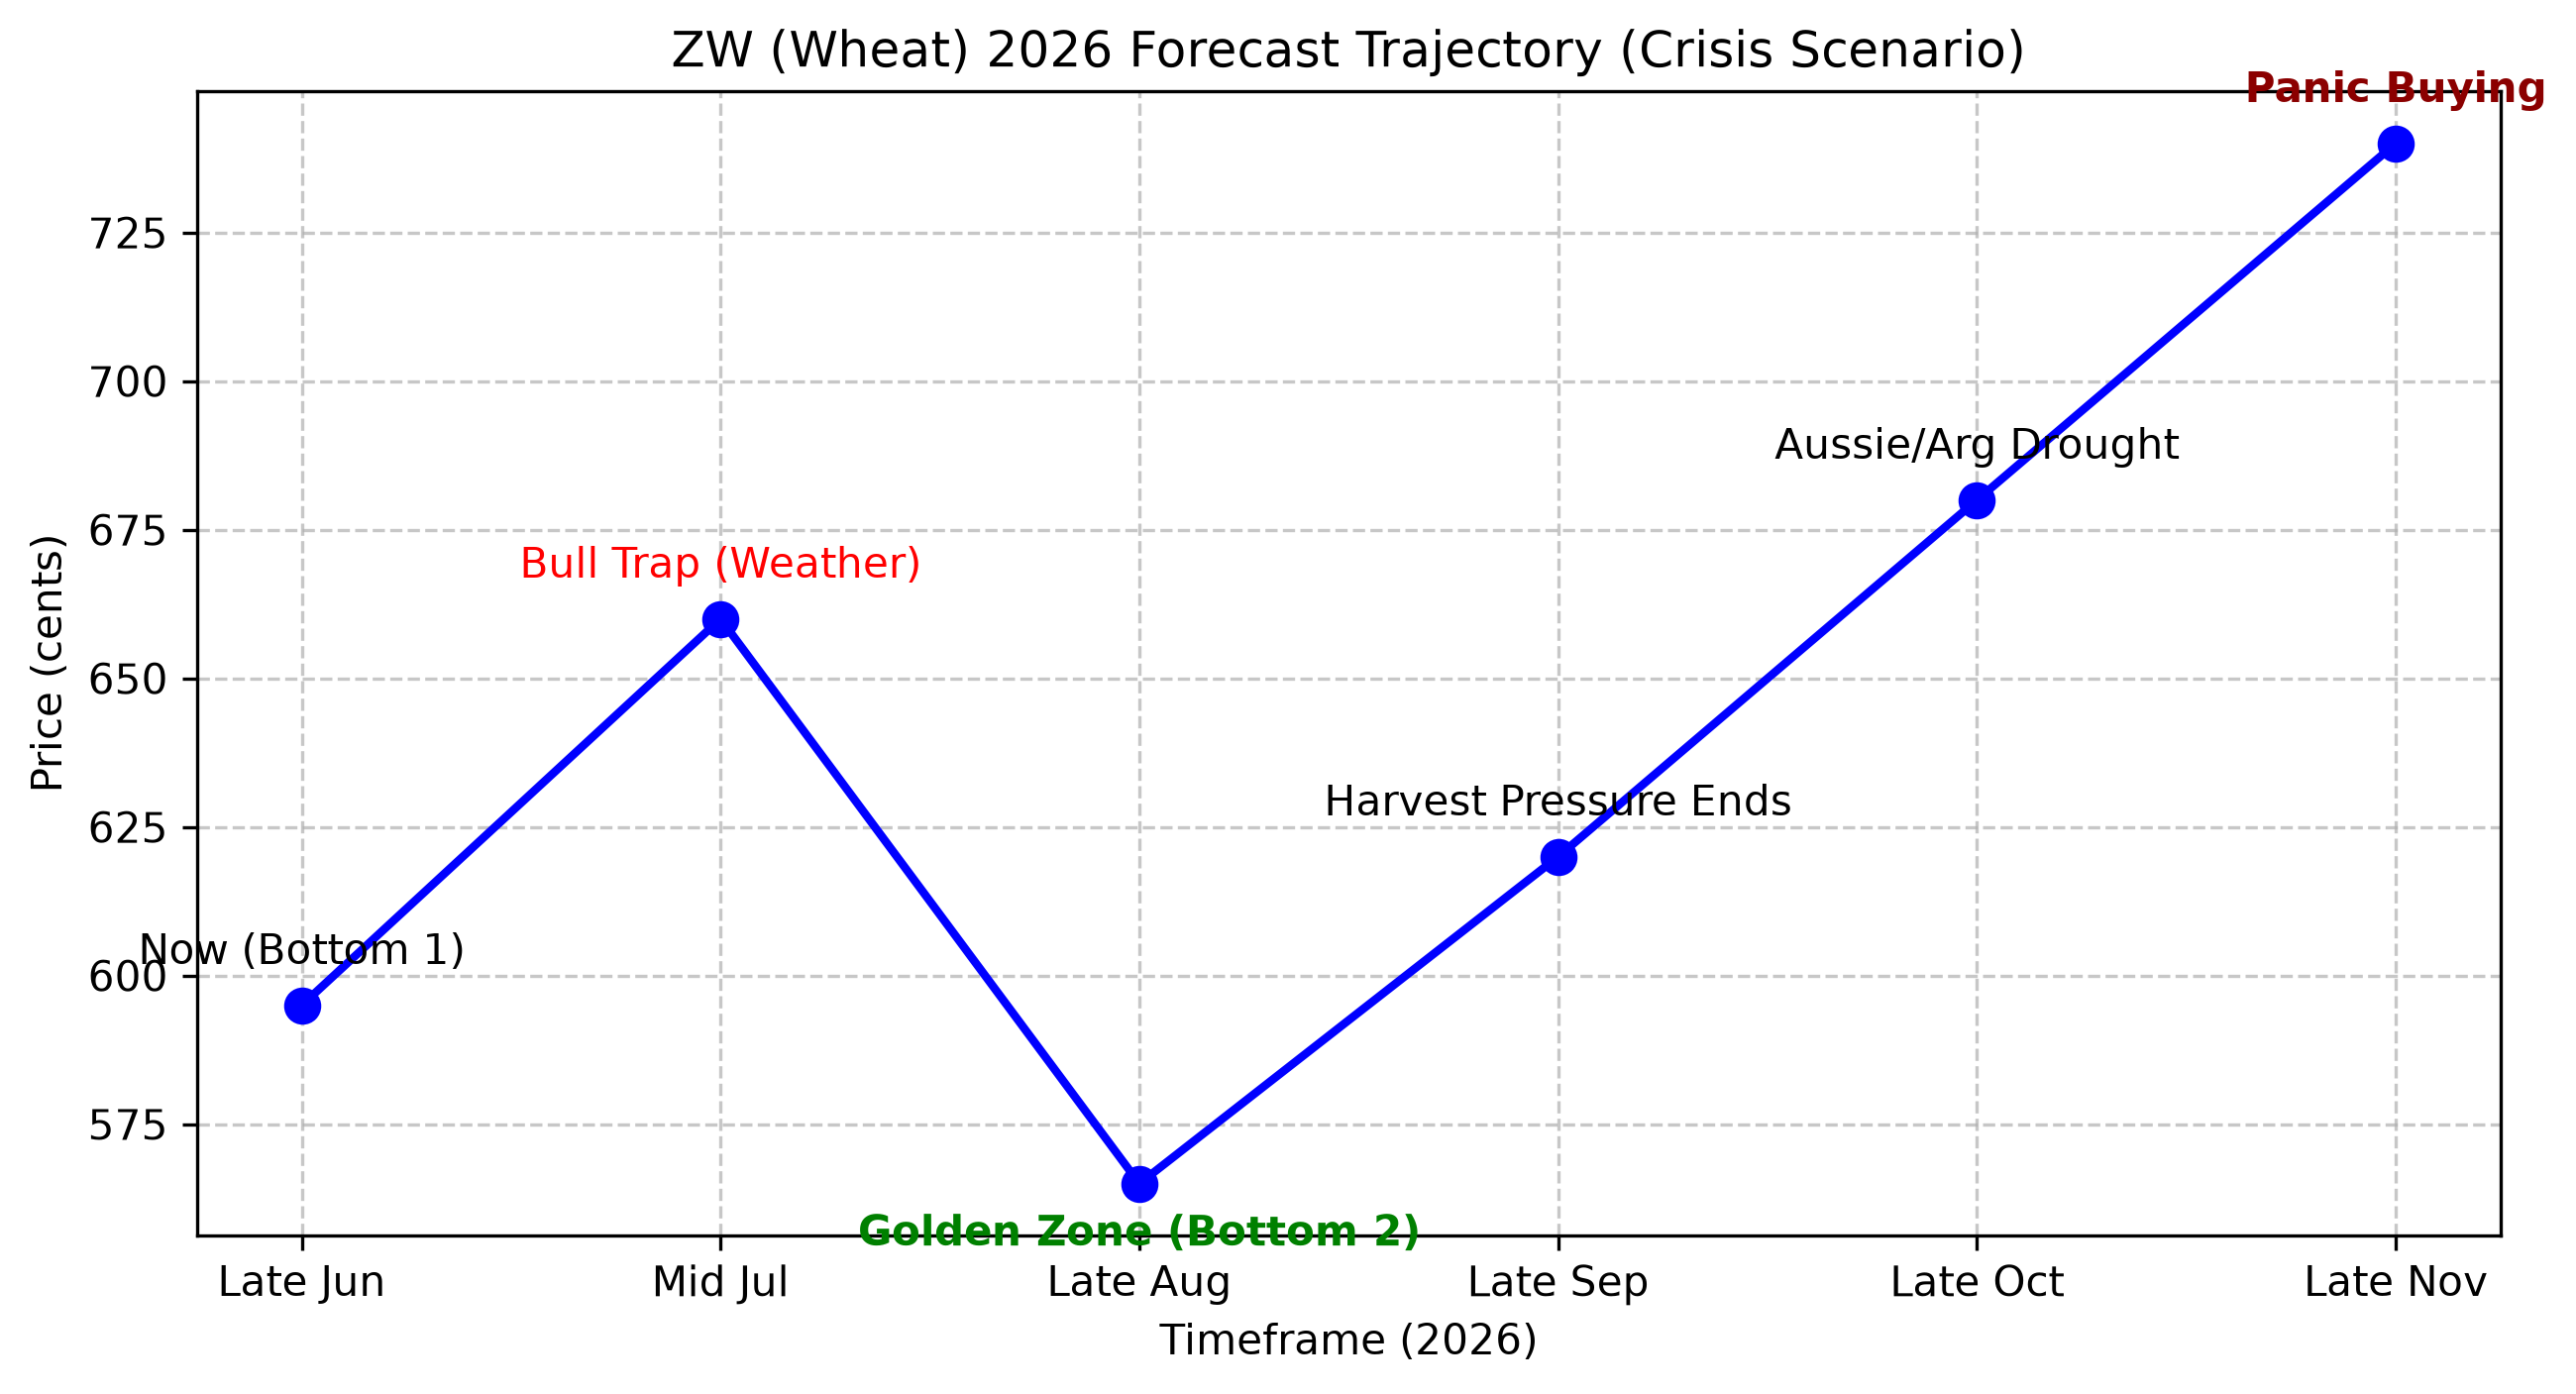 ZW (Wheat) 2026 Forecast Trajectory (Crisis Scenario)
Panic Buying
725
700
Aussie/Arg Drought
675
Bull Trap (Weather)
650
Harvest Pressure Ends
625
Now (Bottom 1)
600
575
Golden Zone (Bottom 2)
Price (cents)
Late Jun
Mid Jul
Late Aug
Late Sep
Late Oct
Late Nov
Timeframe (2026)